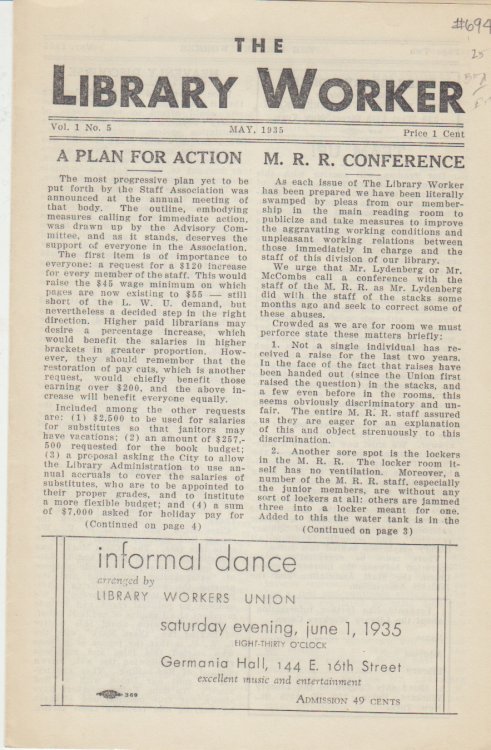 #694
25
THE
LIBRARY WORKER
Vol. 1 No. 5 MAY, 1935 Price 1 Cent
A PLAN FOR ACTION
The most progressive plan yet to be
put forth by the Staff Association was
announced at the annual meeting of
that body. The outline, embodying
measures calling for immediate action,
was drawn up by the Advisory Com-
mittee, and as it stands, deserves the
support of everyone in the Association.
The first item is of importance to
everyone: a request for a $120 increase
for every member of the staff. This would
raise the $45 wage minimum on which
pages are now existing to $55 — still
short of the L. W. U. demand, but
nevertheless a decided step in the right
direction. Higher paid librarians may
desire a percentage increase, which
would benefit the salaries in higher
brackets in greater proportion. How-
ever, they should remember that the
restoration of pay cuts, which is another
request, would chiefly benefit those
earning over $200, and the above in-
crease will benefit everyone equally.
Included among the other requests
are: (1) $2,500 to be used for salaries
for substitutes so that janitors may
have vacations; (2) an amount of $257,-
500 requested for the book budget;
(3) a proposal asking the City to allow
the Library Administration to use an-
nual accruals to cover the salaries of
substitutes, who are to be appointed to
their proper grades, and to institute
a more flexible budget; and (4) a sum
of $7,000 asked for holiday pay for
(Continued on page 4)
M. R. R. CONFERENCE
As each issue of The Library Worker
has been prepared we have been literally
swamped by pleas from our member-
ship in the main reading room to
publicize and take measures to improve
the aggravating working conditions and
unpleasant working relations between
those immediately in charge and the
staff of this division of our library.
We urge that Mr. Lydenberg or Mr.
McCombs call a conference with the
staff of the M. R. R. as Mr. Lydenberg
did with the staff of the stacks some
months ago and seek to correct some of
these abuses.
Crowded as we are for room we must
perforce state these matters briefly:
1. Not a single individual has re-
ceived a raise for the last two years.
In the face of the fact that raises have
been handed out (since the Union first
raised the question) in the stacks, and
a few even before in the rooms, this
seems obviously discriminatory and un-
fair. The entire M. R. R. staff assured
us they are eager for an explanation
of this and object strenuously to this
discrimination.
2. Another sore spot is the lockers
in the M. R. R. The locker room it-
self has no ventilation. Moreover, a
number of the M. R. R. staff, especially
the junior members, are without any
sort of lockers at all: others are jammed
three into a locker meant for one.
Added to this the water tank is in the
(Continued on page 3)
informal dance
arranged by
LIBRARY WORKERS UNION
saturday evening, june 1, 1935
EIGHT-THIRTY O'CLOCK
Germania Hall, 144 E. 16th Street
excellent music and entertainment
ADMISSION 49 CENTS
369